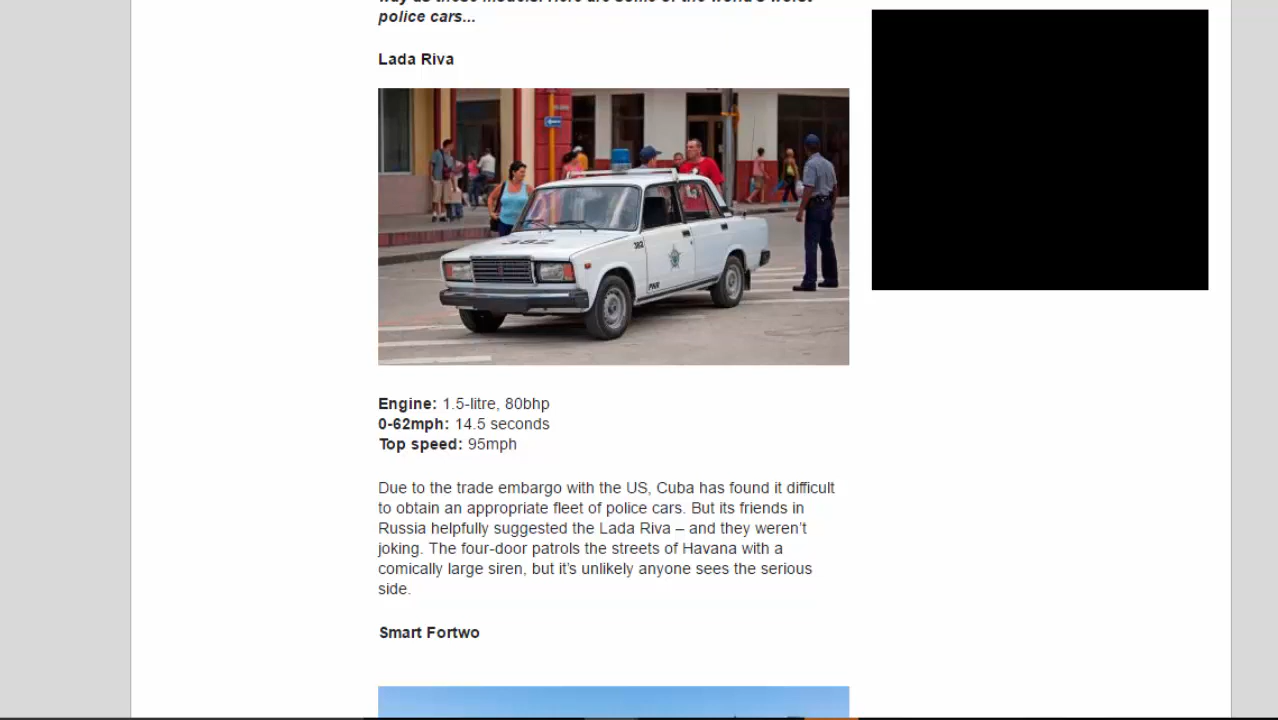 police cars...
Lada Riva
382
382
PNR
Engine: 1.5-litre, 80bhp
0-62mph: 14.5 seconds
Top speed: 95mph
Due to the trade embargo with the US, Cuba has found it difficult
to obtain an appropriate fleet of police cars. But its friends in
Russia helpfully suggested the Lada Riva – and they weren't
joking. The four-door patrols the streets of Havana with a
comically large siren, but it's unlikely anyone sees the serious
side.
Smart Fortwo